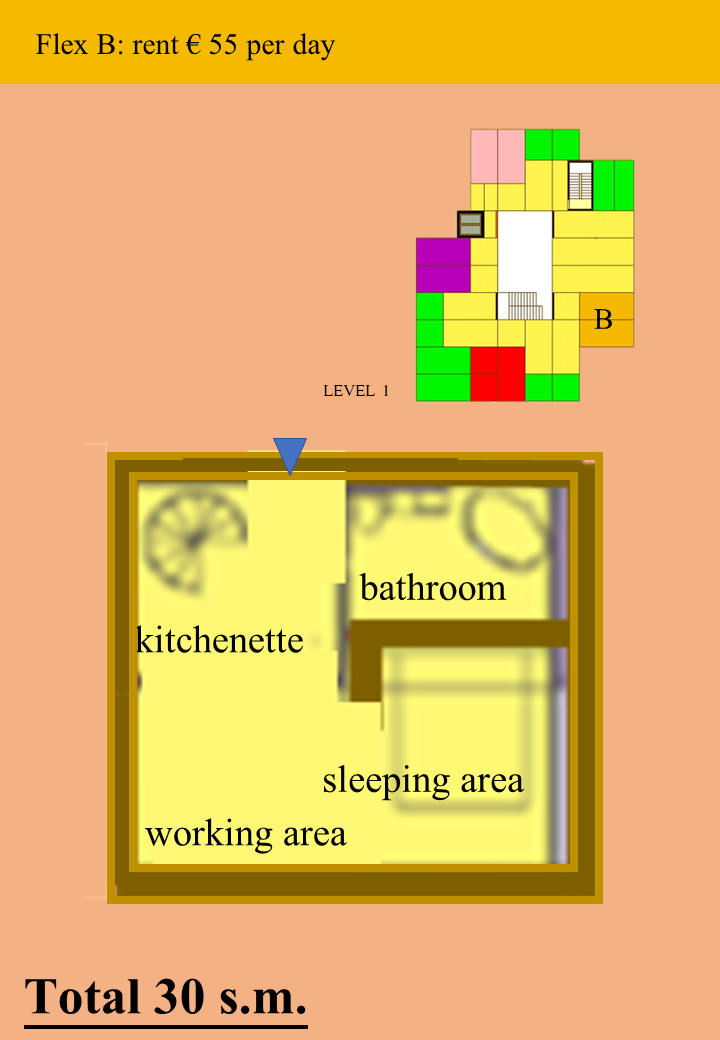 Flex B: rent € 55 per day
B
LEVEL 1
bathroom
kitchenette
sleeping area
working area
Total 30 s.m.